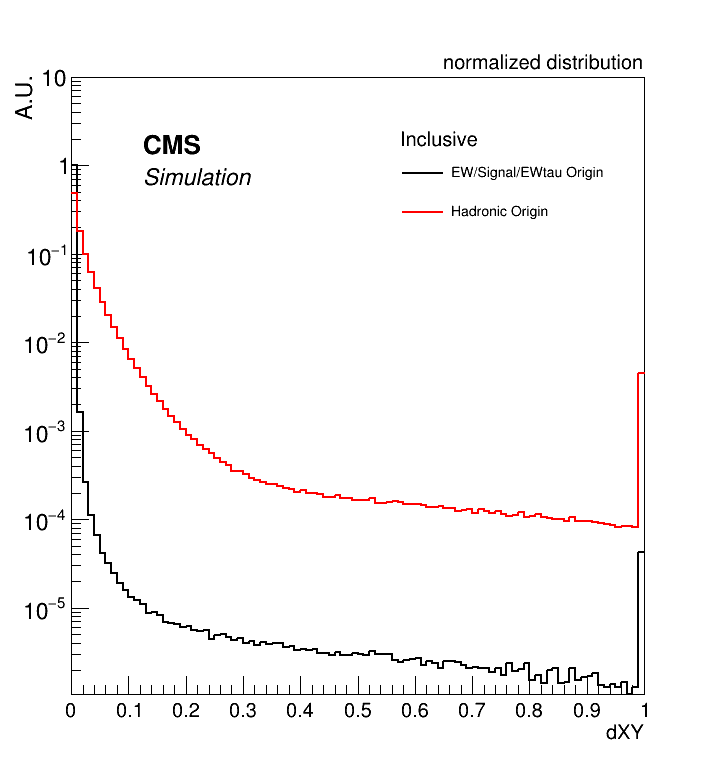 normalized distribution
A.U.
10
CMS
Inclusive
1
Simulation
EW/Signal/EWtau Origin
Hadronic Origin
10−1
10−2
10−3
10−4
10−5
0 0.1 0.2 0.3 0.4 0.5 0.6 0.7 0.8 0.9 1
dXY